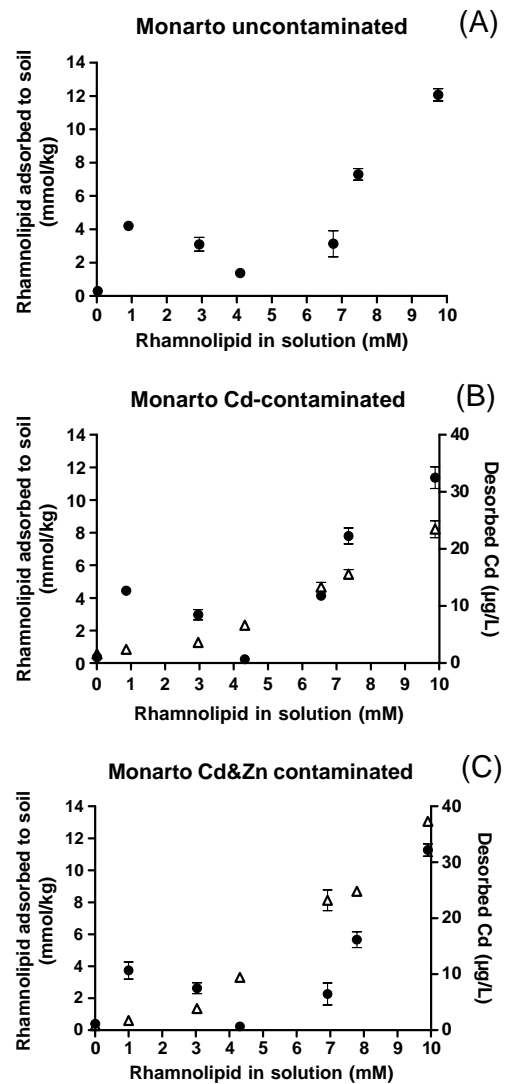 Monarto uncontaminated (A)
Rhamnolipid adsorbed to soil
(mmol/kg)
14
12
10
8
6
4
2
0
0 1 2 3 4 5 6 7 8 9 10
Rhamnolipid in solution (mM)
Monarto Cd-contaminated (B)
Rhamnolipid adsorbed to soil
(mmol/kg)
14
12
10
8
6
4
2
0
40
30
20
10
0
Desorbed Cd (µg/L)
0 1 2 3 4 5 6 7 8 9 10
Rhamnolipid in solution (mM)
Monarto Cd&Zn contaminated (C)
Rhamnolipid adsorbed to soil
(mmol/kg)
14
12
10
8
6
4
2
0
40
30
20
10
0
Desorbed Cd (µg/L)
0 1 2 3 4 5 6 7 8 9 10
Rhamnolipid in solution (mM)